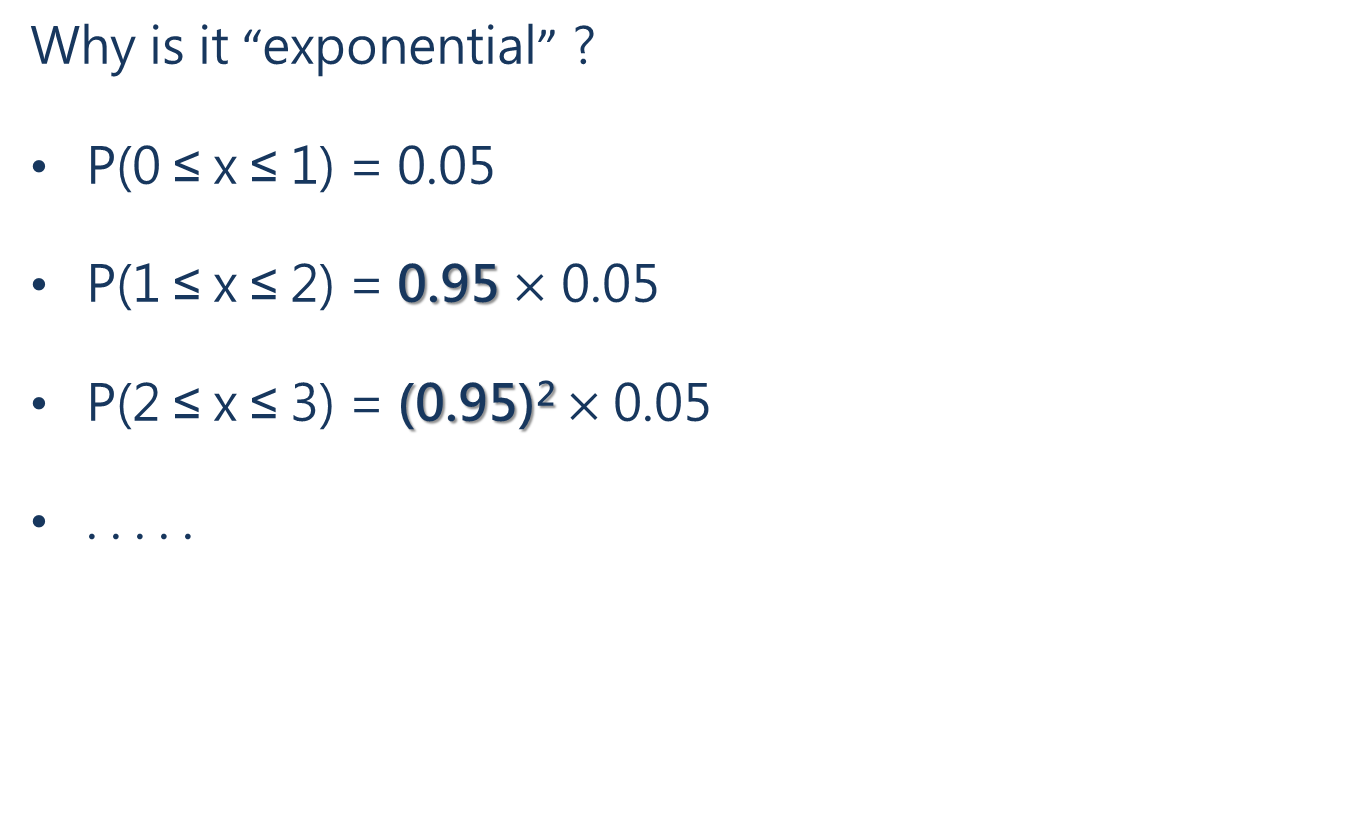 Why is it “exponential” ?
• P(0 ≤ x ≤ 1) = 0.05
• P(1 ≤ x ≤ 2) = 0.95 × 0.05
• P(2 ≤ x ≤ 3) = (0.95)² × 0.05
• . . . . .